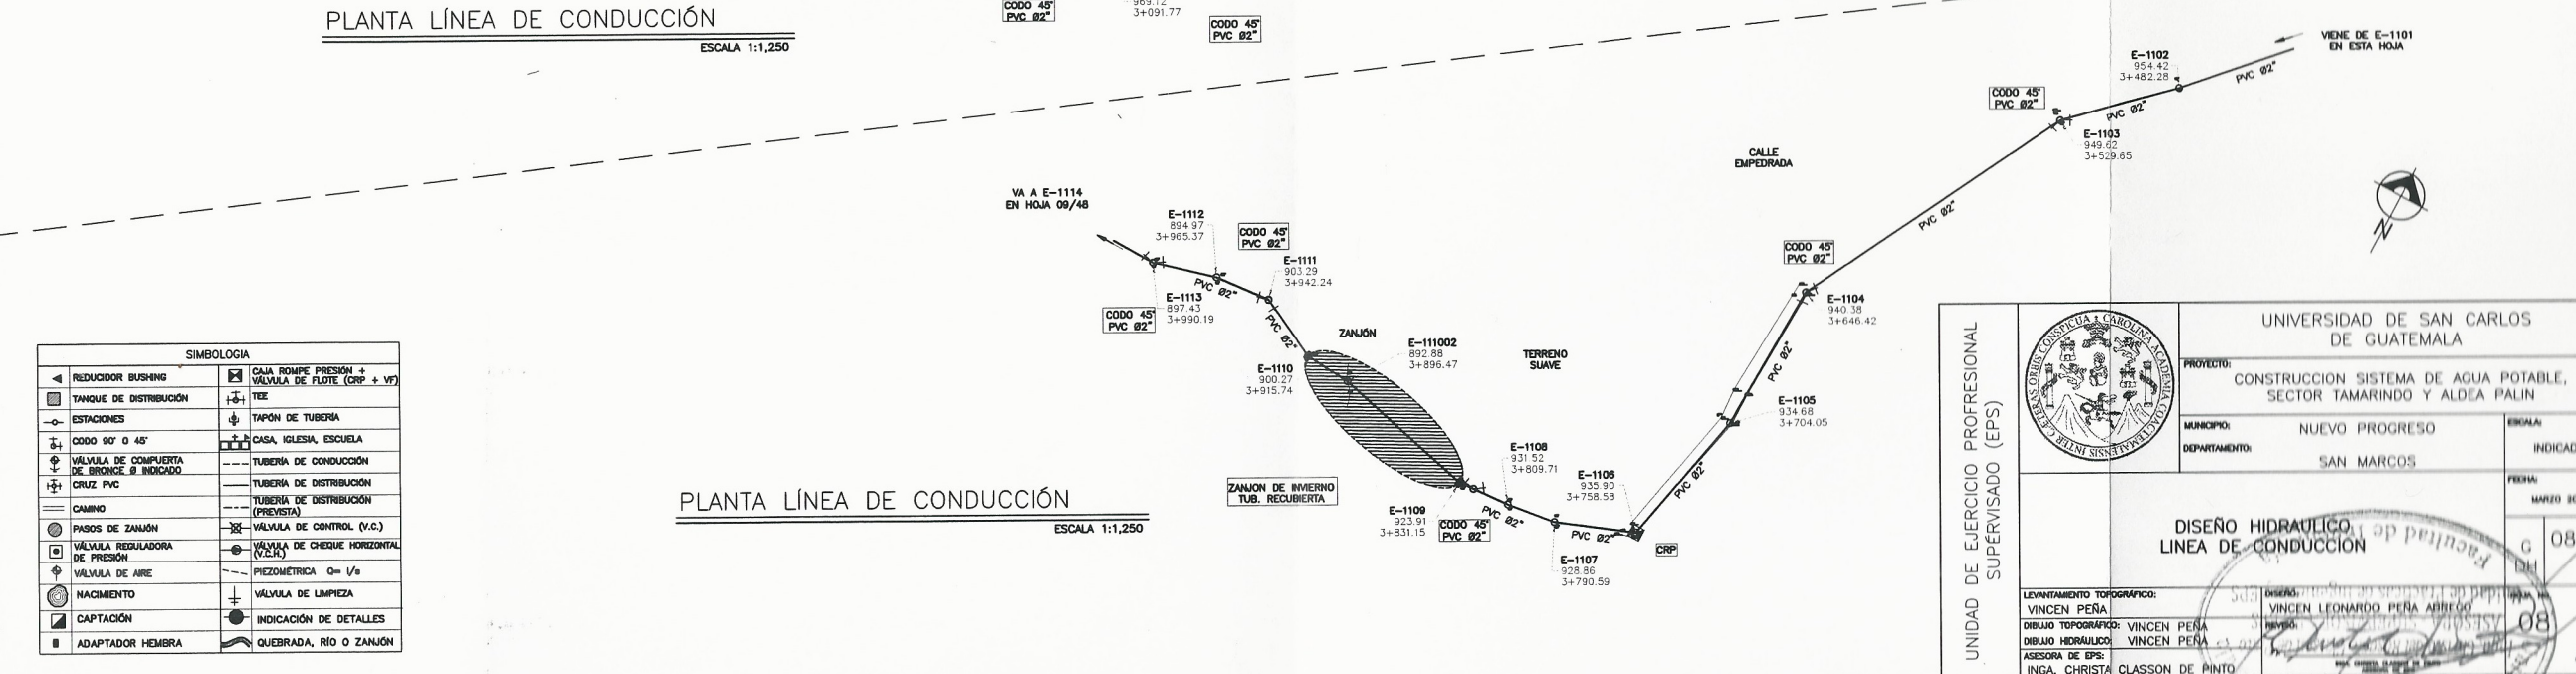 PLANTA LÍNEA DE CONDUCCIÓN
ESCALA 1:1,250
CODO 45°
PVC Ø2"
969.12
3+091.77
CODO 45°
PVC Ø2"
VIENE DE E-1101
EN ESTA HOJA
PVC Ø2"
E-1102
954.42
3+482.28
PVC Ø2"
CODO 45°
PVC Ø2"
E-1103
949.62
3+529.65
CALLE
EMPEDRADA
PVC Ø2"
N
CODO 45°
PVC Ø2"
E-1104
940.38
3+646.42
PVC Ø2"
E-1105
934.68
3+704.05
PVC Ø2"
VA A E-1114
EN HOJA 09/48
E-1112
894.97
3+965.37
CODO 45°
PVC Ø2"
E-1111
903.29
3+942.24
PVC Ø2"
E-1113
897.43
3+990.19
CODO 45°
PVC Ø2"
PVC Ø2"
ZANJÓN
E-111002
892.88
3+896.47
TERRENO
SUAVE
E-1110
900.27
3+915.74
E-1108
931.52
3+809.71
E-1106
935.90
3+758.58
ZANJON DE INVIERNO
TUB. RECUBIERTA
E-1109
923.91
3+831.15
CODO 45°
PVC Ø2"
PVC Ø2"
PVC Ø2"
CRP
E-1107
928.86
3+790.59
PLANTA LÍNEA DE CONDUCCIÓN
ESCALA 1:1,250
SIMBOLOGIA
REDUCIDOR BUSHING
CAJA ROMPE PRESIÓN +
VÁLVULA DE FLOTE (CRP + VF)
TANQUE DE DISTRIBUCIÓN
TEE
ESTACIONES
TAPÓN DE TUBERÍA
CODO 90° O 45°
CASA, IGLESIA, ESCUELA
VÁLVULA DE COMPUERTA
DE BRONCE Ø INDICADO
TUBERÍA DE CONDUCCIÓN
CRUZ PVC
TUBERÍA DE DISTRIBUCIÓN
CAMINO
TUBERÍA DE DISTRIBUCIÓN
(PREVISTA)
PASOS DE ZANJÓN
VÁLVULA DE CONTROL (V.C.)
VÁLVULA REGULADORA
DE PRESIÓN
VÁLVULA DE CHEQUE HORIZONTAL
(V.C.H.)
VÁLVULA DE AIRE
PIEZOMÉTRICA Q= l/s
NACIMIENTO
VÁLVULA DE LIMPIEZA
CAPTACIÓN
INDICACIÓN DE DETALLES
ADAPTADOR HEMBRA
QUEBRADA, RÍO O ZANJÓN
UNIDAD DE EJERCICIO PROFRESIONAL
SUPERVISADO (EPS)
UNIVERSIDAD DE SAN CARLOS
DE GUATEMALA
PROYECTO:
CONSTRUCCION SISTEMA DE AGUA POTABLE,
SECTOR TAMARINDO Y ALDEA PALIN
MUNICIPIO:
NUEVO PROGRESO
DEPARTAMENTO:
SAN MARCOS
ESCALA:
INDICAD
FECHA:
MARZO
DISEÑO HIDRAULICO
LINEA DE CONDUCCION
08
LEVANTAMIENTO TOPOGRÁFICO:
VINCEN PEÑA
DISEÑO:
VINCEN LEONARDO PEÑA ABREGO
DIBUJO TOPOGRÁFICO: VINCEN PEÑA
DIBUJO HIDRÁULICO: VINCEN PEÑA
REVISÓ:
08
ASESORA DE EPS:
INGA. CHRISTA CLASSON DE PINTO